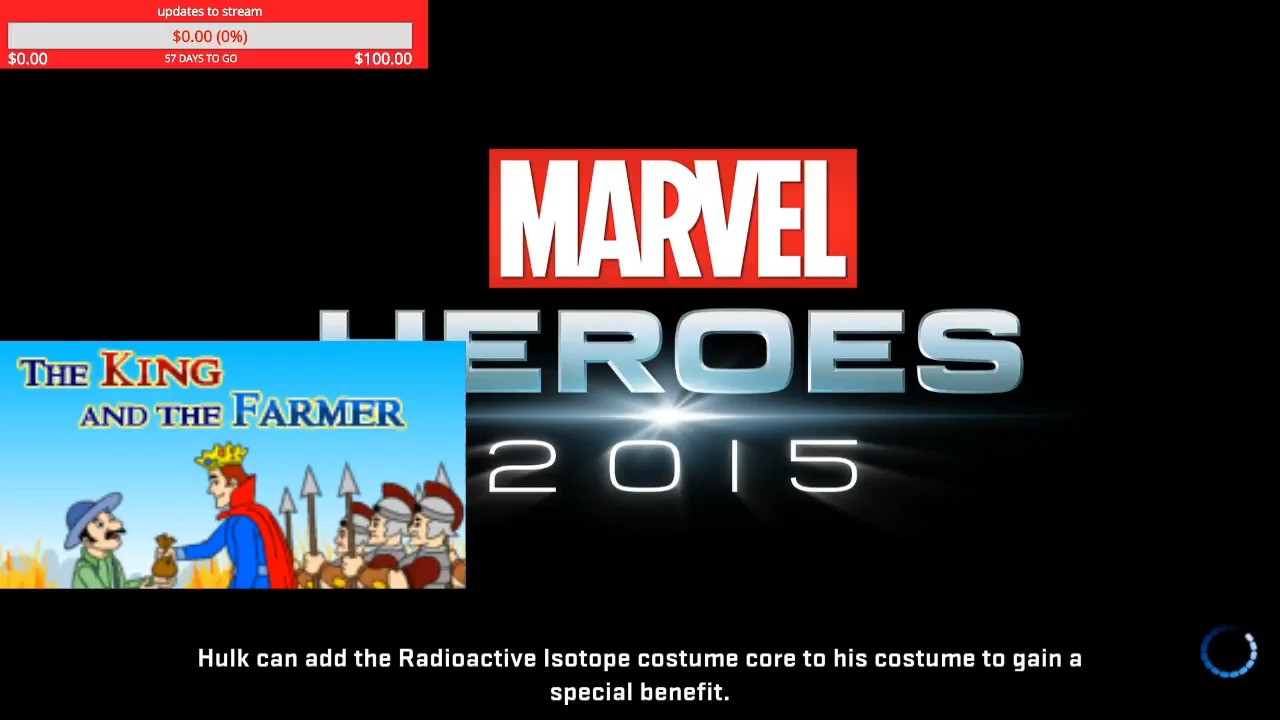 updates to stream
$0.00 (0%)
$0.00 57 DAYS TO GO $100.00
MARVEL
HEROES
2015
THE KING
AND THE FARMER
Hulk can add the Radioactive Isotope costume core to his costume to gain a
special benefit.